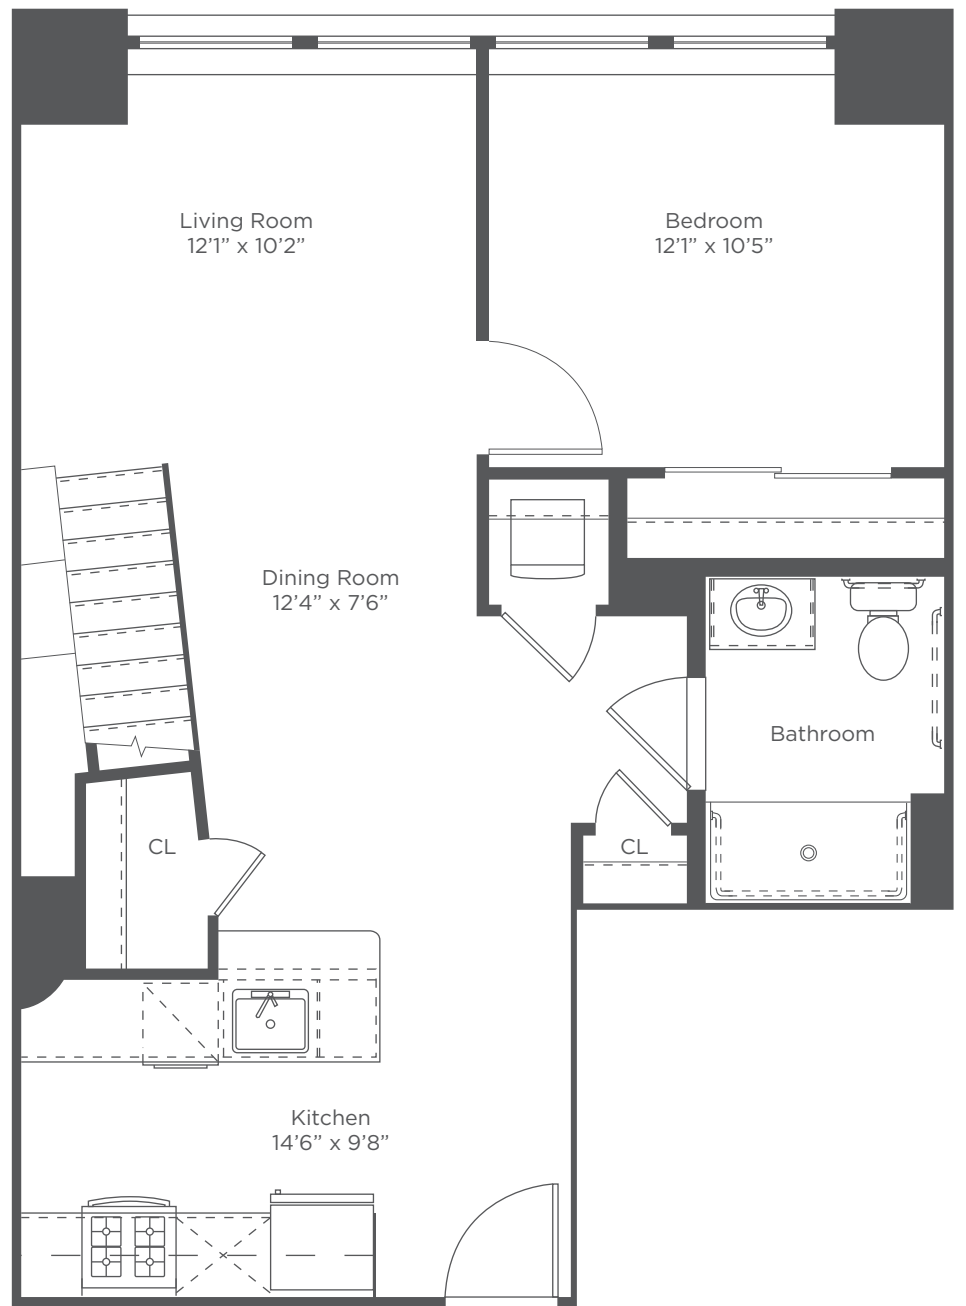 Living Room
12’1” x 10’2”
Bedroom
12’1” x 10’5”
Dining Room
12’4” x 7’6”
Bathroom
CL
CL
Kitchen
14’6” x 9’8”